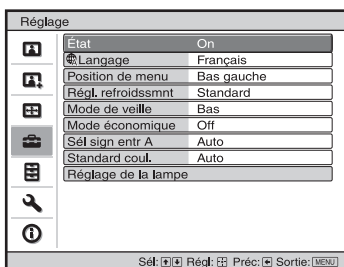 Réglage
État On
Langage Français
Position de menu Bas gauche
Régl. refroidssmnt Standard
Mode de veille Bas
Mode économique Off
Sél sign entr A Auto
Standard coul. Auto
Réglage de la lampe
Sél: Régl: Préc: Sortie: MENU